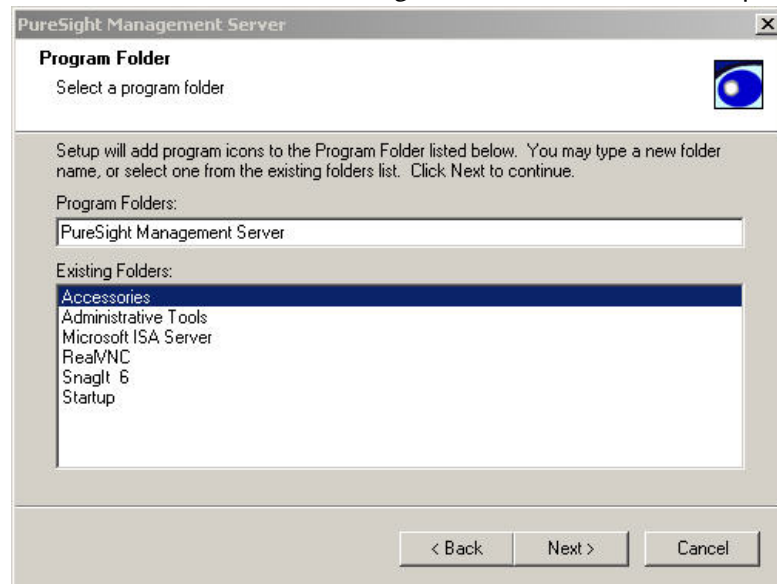 PureSight Management Server
Program Folder
Select a program folder
Setup will add program icons to the Program Folder listed below. You may type a new folder
name, or select one from the existing folders list. Click Next to continue.
Program Folders:
PureSight Management Server
Existing Folders:
Accessories
Administrative Tools
Microsoft ISA Server
RealVNC
SnagIt 6
Startup
< Back Next > Cancel